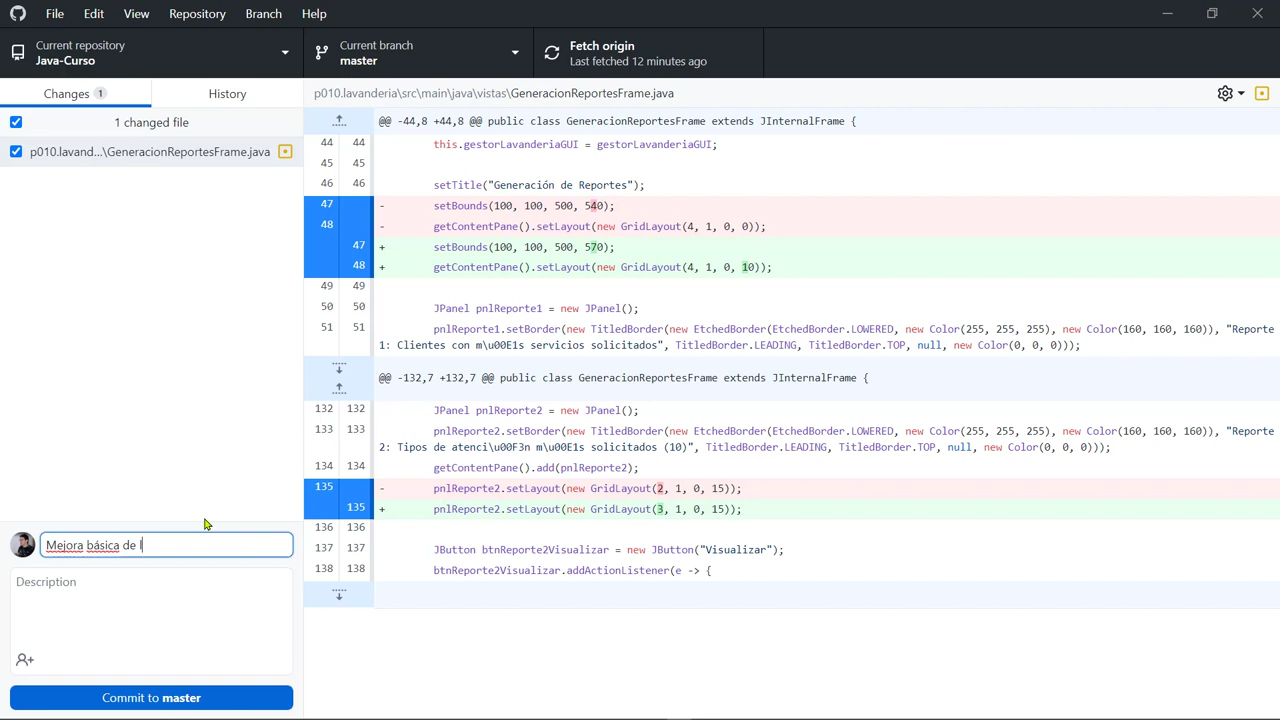 File Edit View Repository Branch Help
Current repository
Java-Curso
Current branch
master
Fetch origin
Last fetched 12 minutes ago
Changes 1 History
p010.lavanderia\src\main\java\vistas\GeneracionReportesFrame.java
1 changed file
p010.lavand...\GeneracionReportesFrame.java
@@ -44,8 +44,8 @@ public class GeneracionReportesFrame extends JInternalFrame {
44 44 this.gestorLavanderiaGUI = gestorLavanderiaGUI;
45 45
46 46 setTitle("Generación de Reportes");
47 - setBounds(100, 100, 500, 540);
48 - getContentPane().setLayout(new GridLayout(4, 1, 0, 0));
47 + setBounds(100, 100, 500, 570);
48 + getContentPane().setLayout(new GridLayout(4, 1, 0, 10));
49 49
50 50 JPanel pnlReporte1 = new JPanel();
51 51 pnlReporte1.setBorder(new TitledBorder(new EtchedBorder(EtchedBorder.LOWERED, new Color(255, 255, 255), new Color(160, 160, 160)), "Reporte
1: Clientes con m\u00E1s servicios solicitados", TitledBorder.LEADING, TitledBorder.TOP, null, new Color(0, 0, 0)));
@@ -132,7 +132,7 @@ public class GeneracionReportesFrame extends JInternalFrame {
132 132 JPanel pnlReporte2 = new JPanel();
133 133 pnlReporte2.setBorder(new TitledBorder(new EtchedBorder(EtchedBorder.LOWERED, new Color(255, 255, 255), new Color(160, 160, 160)), "Reporte
2: Tipos de atenci\u00F3n m\u00E1s solicitados (10)", TitledBorder.LEADING, TitledBorder.TOP, null, new Color(0, 0, 0)));
134 134 getContentPane().add(pnlReporte2);
135 - pnlReporte2.setLayout(new GridLayout(2, 1, 0, 15));
135 + pnlReporte2.setLayout(new GridLayout(3, 1, 0, 15));
136 136
137 137 JButton btnReporte2Visualizar = new JButton("Visualizar");
138 138 btnReporte2Visualizar.addActionListener(e -> {
Mejora básica de l
Description
Commit to master